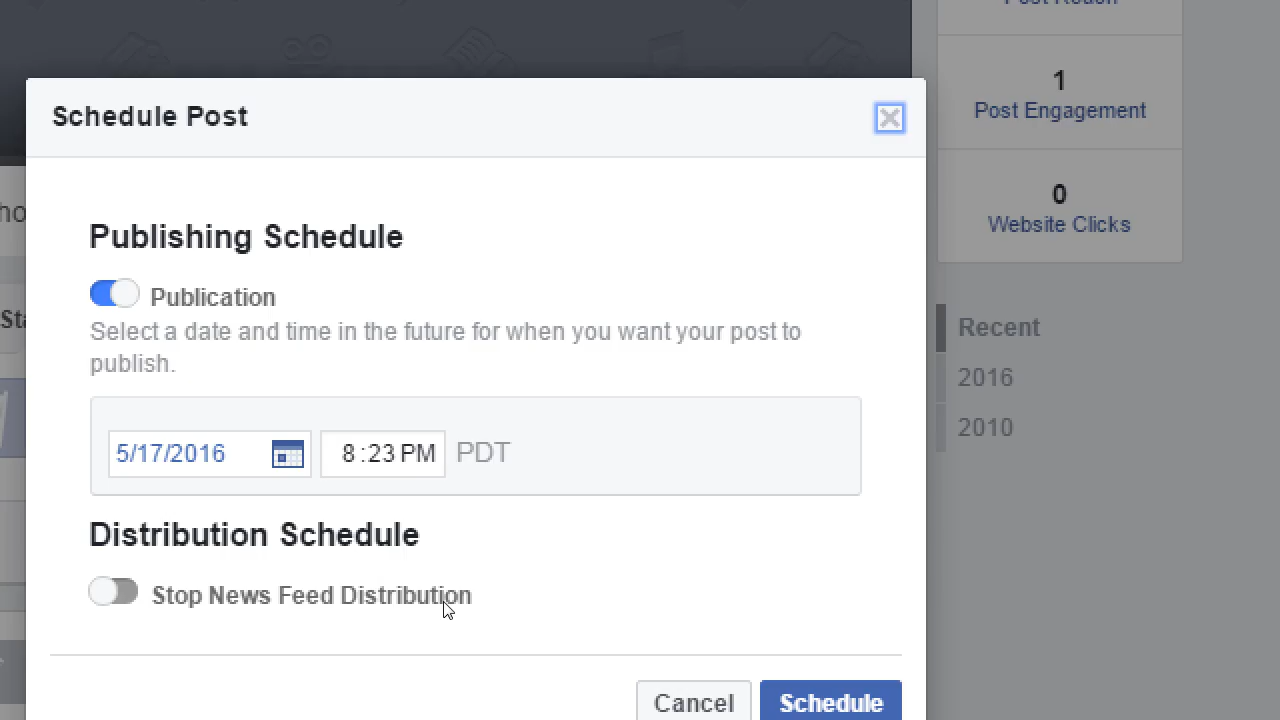 Schedule Post
Publishing Schedule
Publication
Select a date and time in the future for when you want your post to
publish.
5/17/2016
8:23 PM
PDT
Distribution Schedule
Stop News Feed Distribution
Cancel
Schedule
1
Post Engagement
0
Website Clicks
Recent
2016
2010